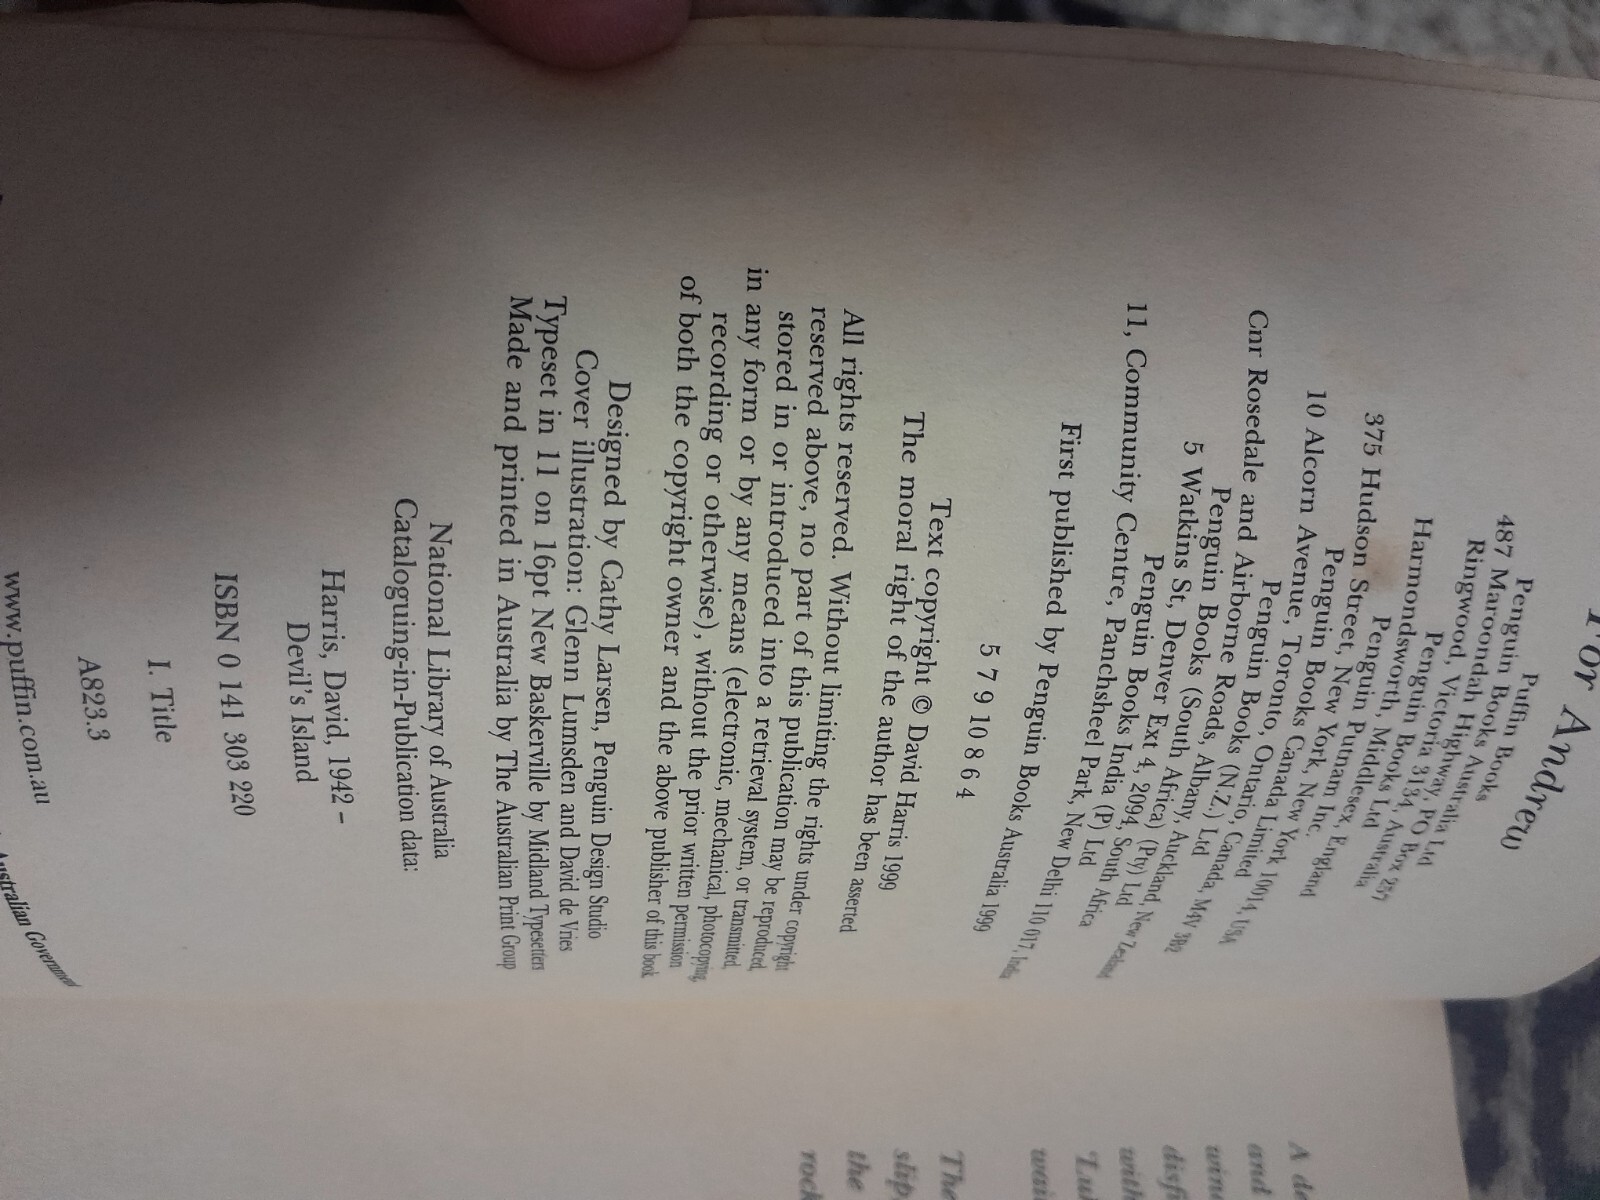 For Andrew
Puffin Books
Penguin Books Australia Ltd
487 Maroondah Highway, PO Box 257
Ringwood, Victoria 3134, Australia
Penguin Books Ltd
Harmondsworth, Middlesex, England
Penguin Putnam Inc.
375 Hudson Street, New York, New York 10014, USA
Penguin Books Canada Limited
10 Alcorn Avenue, Toronto, Ontario, Canada, M4V 3B2
Penguin Books (N.Z.) Ltd
Cnr Rosedale and Airborne Roads, Albany, Auckland, New Zealand
Penguin Books (South Africa) (Pty) Ltd
5 Watkins St, Denver Ext 4, 2094, South Africa
Penguin Books India (P) Ltd
11, Community Centre, Panchsheel Park, New Delhi 110 017, India
First published by Penguin Books Australia 1999
5 7 9 10 8 6 4
Text copyright © David Harris 1999
The moral right of the author has been asserted
All rights reserved. Without limiting the rights under copyright
reserved above, no part of this publication may be reproduced,
stored in or introduced into a retrieval system, or transmitted,
in any form or by any means (electronic, mechanical, photocopying,
recording or otherwise), without the prior written permission
of both the copyright owner and the above publisher of this book
Designed by Cathy Larsen, Penguin Design Studio
Cover illustration: Glenn Lumsden and David de Vries
Typeset in 11 on 16pt New Baskerville by Midland Typesetters
Made and printed in Australia by The Australian Print Group
National Library of Australia
Cataloguing-in-Publication data:
Harris, David, 1942 –
Devil's Island
ISBN 0 141 303 220
I. Title
A823.3
www.puffin.com.au
Australian Government
and
with
The
the